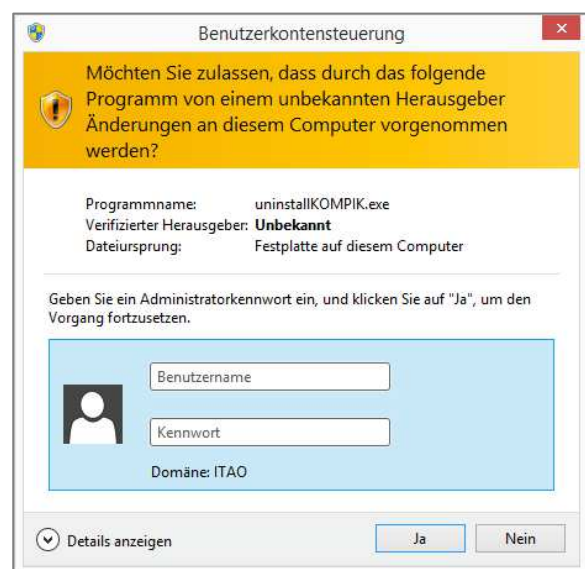 Benutzerkontensteuerung
Möchten Sie zulassen, dass durch das folgende
Programm von einem unbekannten Herausgeber
Änderungen an diesem Computer vorgenommen
werden?
Programmname: uninstallKOMPIK.exe
Verifizierter Herausgeber: Unbekannt
Dateiursprung: Festplatte auf diesem Computer
Geben Sie ein Administratorkennwort ein, und klicken Sie auf "Ja", um den
Vorgang fortzusetzen.
Benutzername
Kennwort
Domäne: ITAO
Details anzeigen Ja Nein